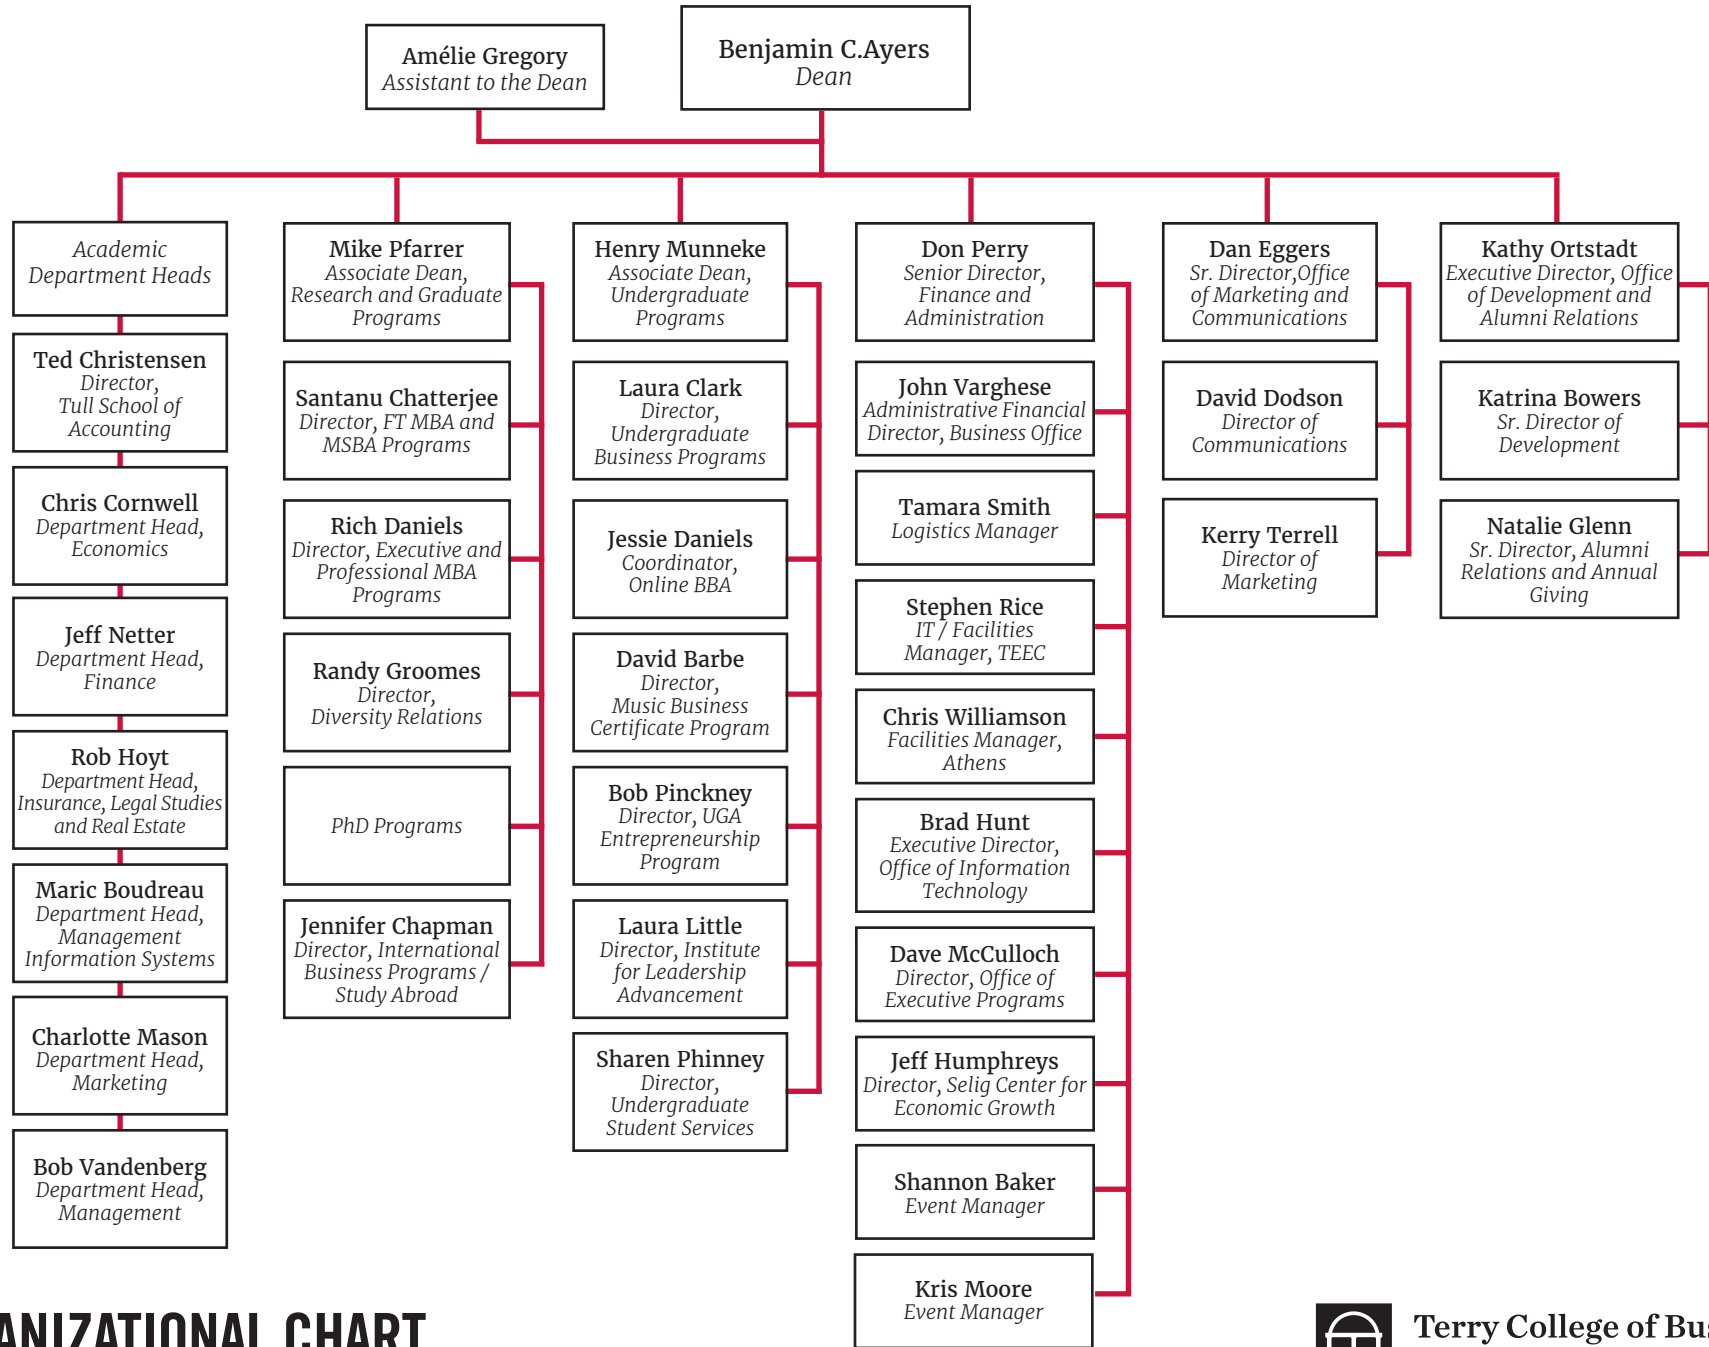 Amélie Gregory
Assistant to the Dean
Benjamin C.Ayers
Dean
Academic
Department Heads
Ted Christensen
Director,
Tull School of
Accounting
Chris Cornwell
Department Head,
Economics
Jeff Netter
Department Head,
Finance
Rob Hoyt
Department Head,
Insurance, Legal Studies
and Real Estate
Maric Boudreau
Department Head,
Management
Information Systems
Charlotte Mason
Department Head,
Marketing
Bob Vandenberg
Department Head,
Management
Mike Pfarrer
Associate Dean,
Research and Graduate
Programs
Santanu Chatterjee
Director, FT MBA and
MSBA Programs
Rich Daniels
Director, Executive and
Professional MBA
Programs
Randy Groomes
Director,
Diversity Relations
PhD Programs
Jennifer Chapman
Director, International
Business Programs /
Study Abroad
Henry Munneke
Associate Dean,
Undergraduate
Programs
Laura Clark
Director,
Undergraduate
Business Programs
Jessie Daniels
Coordinator,
Online BBA
David Barbe
Director,
Music Business
Certificate Program
Bob Pinckney
Director, UGA
Entrepreneurship
Program
Laura Little
Director, Institute
for Leadership
Advancement
Sharen Phinney
Director,
Undergraduate
Student Services
Don Perry
Senior Director,
Finance and
Administration
John Varghese
Administrative Financial
Director, Business Office
Tamara Smith
Logistics Manager
Stephen Rice
IT / Facilities
Manager, TEEC
Chris Williamson
Facilities Manager,
Athens
Brad Hunt
Executive Director,
Office of Information
Technology
Dave McCulloch
Director, Office of
Executive Programs
Jeff Humphreys
Director, Selig Center for
Economic Growth
Shannon Baker
Event Manager
Kris Moore
Event Manager
Dan Eggers
Sr. Director,Office
of Marketing and
Communications
David Dodson
Director of
Communications
Kerry Terrell
Director of
Marketing
Kathy Ortstadt
Executive Director, Office
of Development and
Alumni Relations
Katrina Bowers
Sr. Director of
Development
Natalie Glenn
Sr. Director, Alumni
Relations and Annual
Giving
ANIZATIONAL CHART
Terry College of Bus